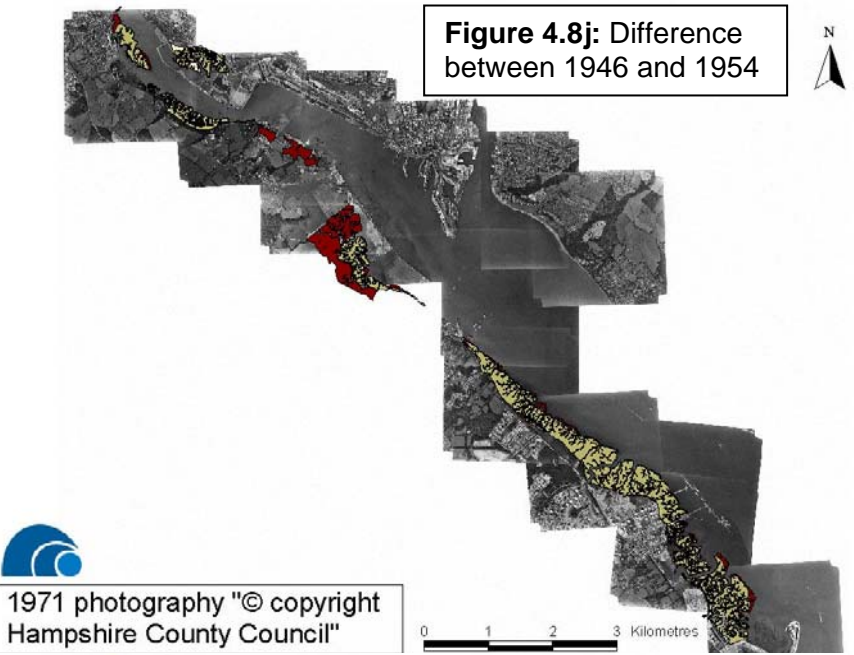 Figure 4.8j: Difference
between 1946 and 1954
N
1971 photography "© copyright
Hampshire County Council"
0 1 2 3 Kilometres